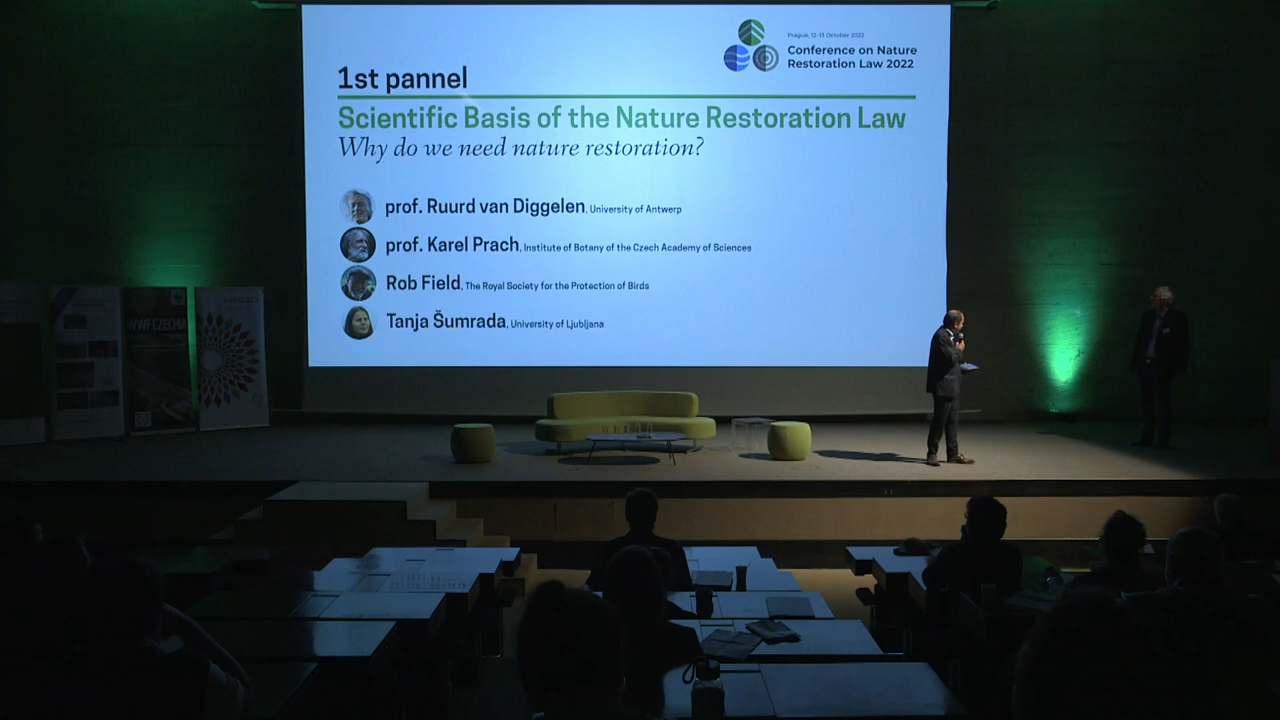 Prague, 12-13 October 2022
Conference on Nature
Restoration Law 2022
1st pannel
Scientific Basis of the Nature Restoration Law
Why do we need nature restoration?
prof. Ruurd van Diggelen, University of Antwerp
prof. Karel Prach, Institute of Botany of the Czech Academy of Sciences
Rob Field, The Royal Society for the Protection of Birds
Tanja Šumrada, University of Ljubljana
WWF CZECHIA